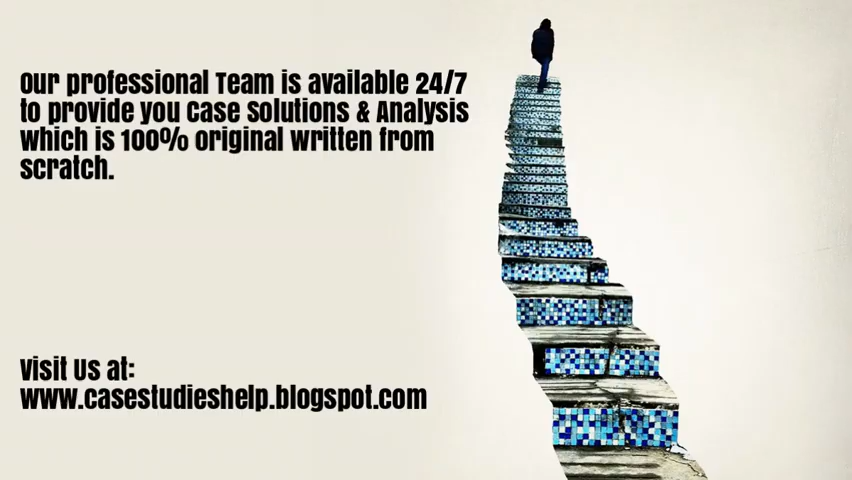 Our professional Team is available 24/7
to provide you Case Solutions & Analysis
which is 100% original written from
scratch.
Visit Us at:
www.casestudieshelp.blogspot.com